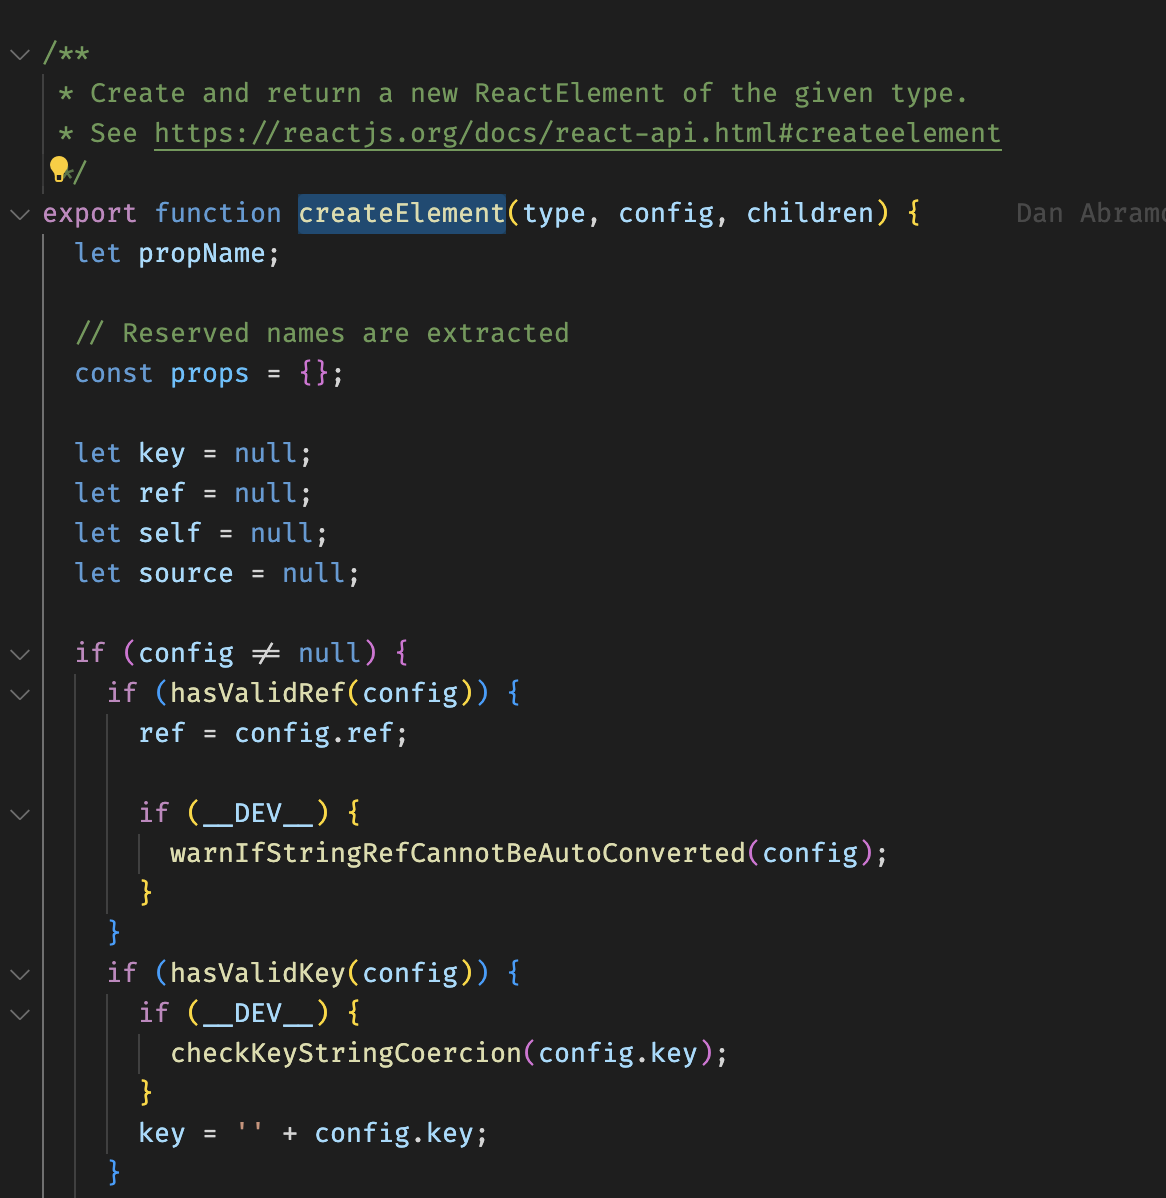 /**
 * Create and return a new ReactElement of the given type.
 * See https://reactjs.org/docs/react-api.html#createelement
 */
export function createElement(type, config, children) {     Dan
  let propName;

  // Reserved names are extracted
  const props = {};

  let key = null;
  let ref = null;
  let self = null;
  let source = null;

  if (config != null) {
    if (hasValidRef(config)) {
      ref = config.ref;

      if (__DEV__) {
        warnIfStringRefCannotBeAutoConverted(config);
      }
    }
    if (hasValidKey(config)) {
      if (__DEV__) {
        checkKeyStringCoercion(config.key);
      }
      key = '' + config.key;
    }